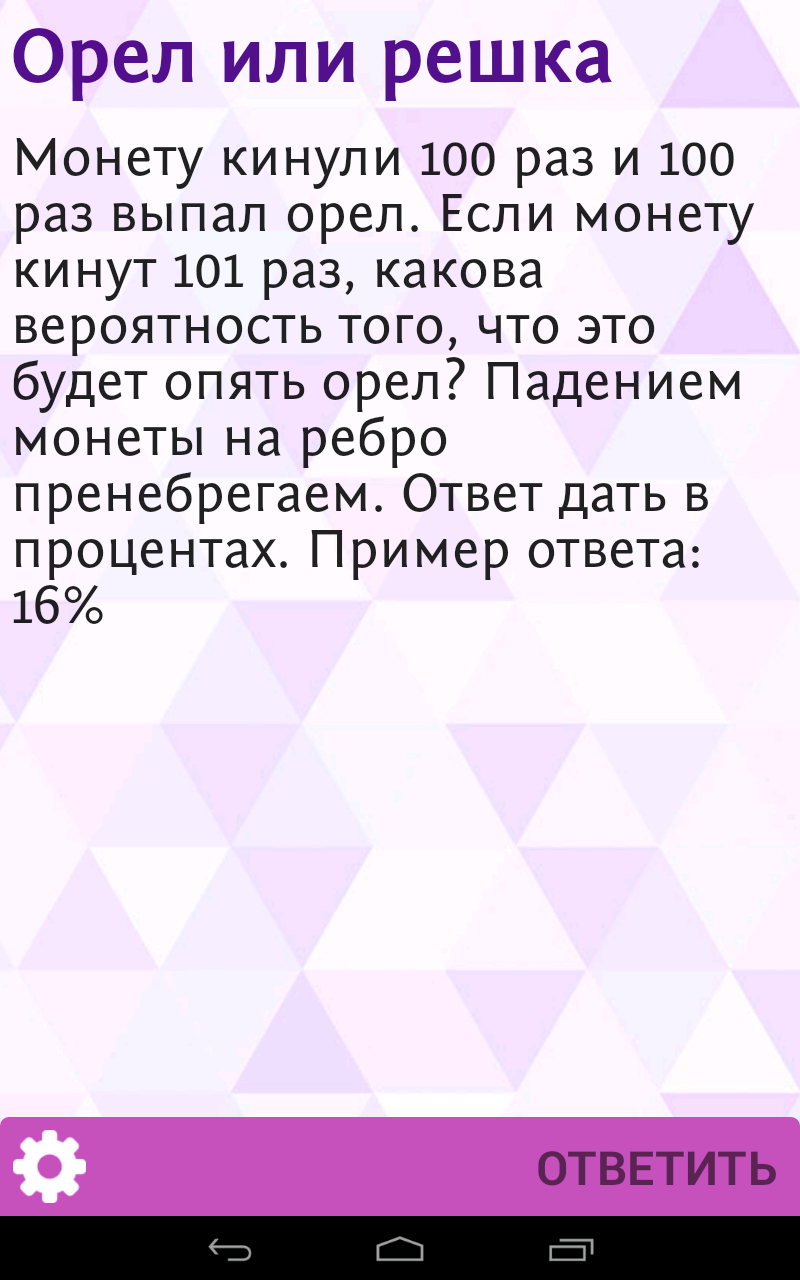 Орел или решка
Монету кинули 100 раз и 100
раз выпал орел. Если монету
кинут 101 раз, какова
вероятность того, что это
будет опять орел? Падением
монеты на ребро
пренебрегаем. Ответ дать в
процентах. Пример ответа:
16%
ОТВЕТИТЬ